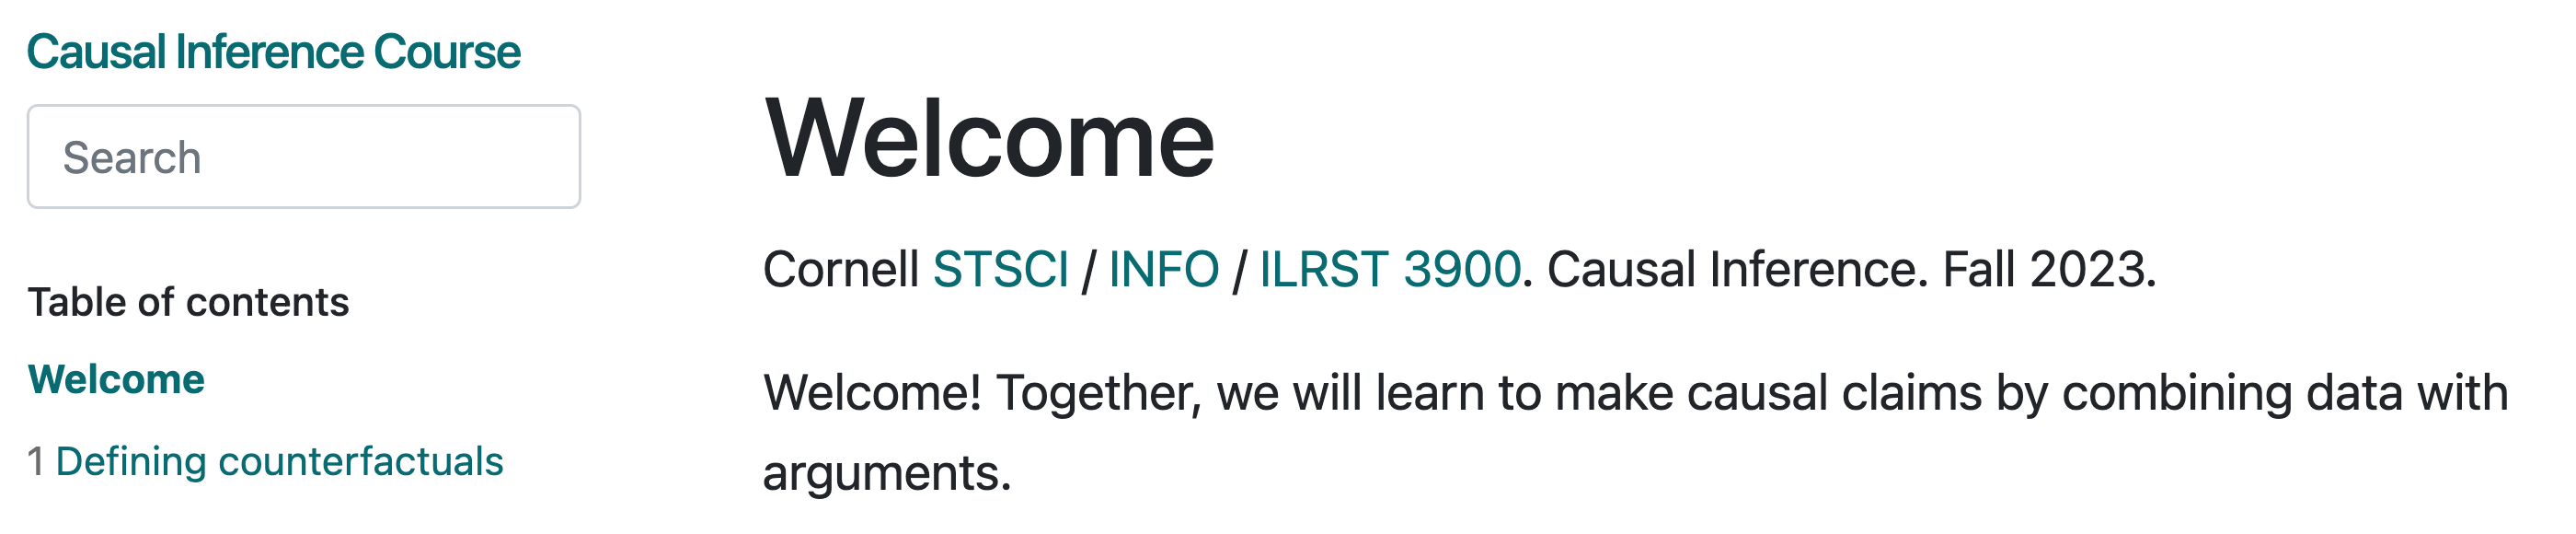 Causal Inference Course
Search
Table of contents
Welcome
1 Defining counterfactuals
Welcome
Cornell STSCI / INFO / ILRST 3900. Causal Inference. Fall 2023.
Welcome! Together, we will learn to make causal claims by combining data with
arguments.